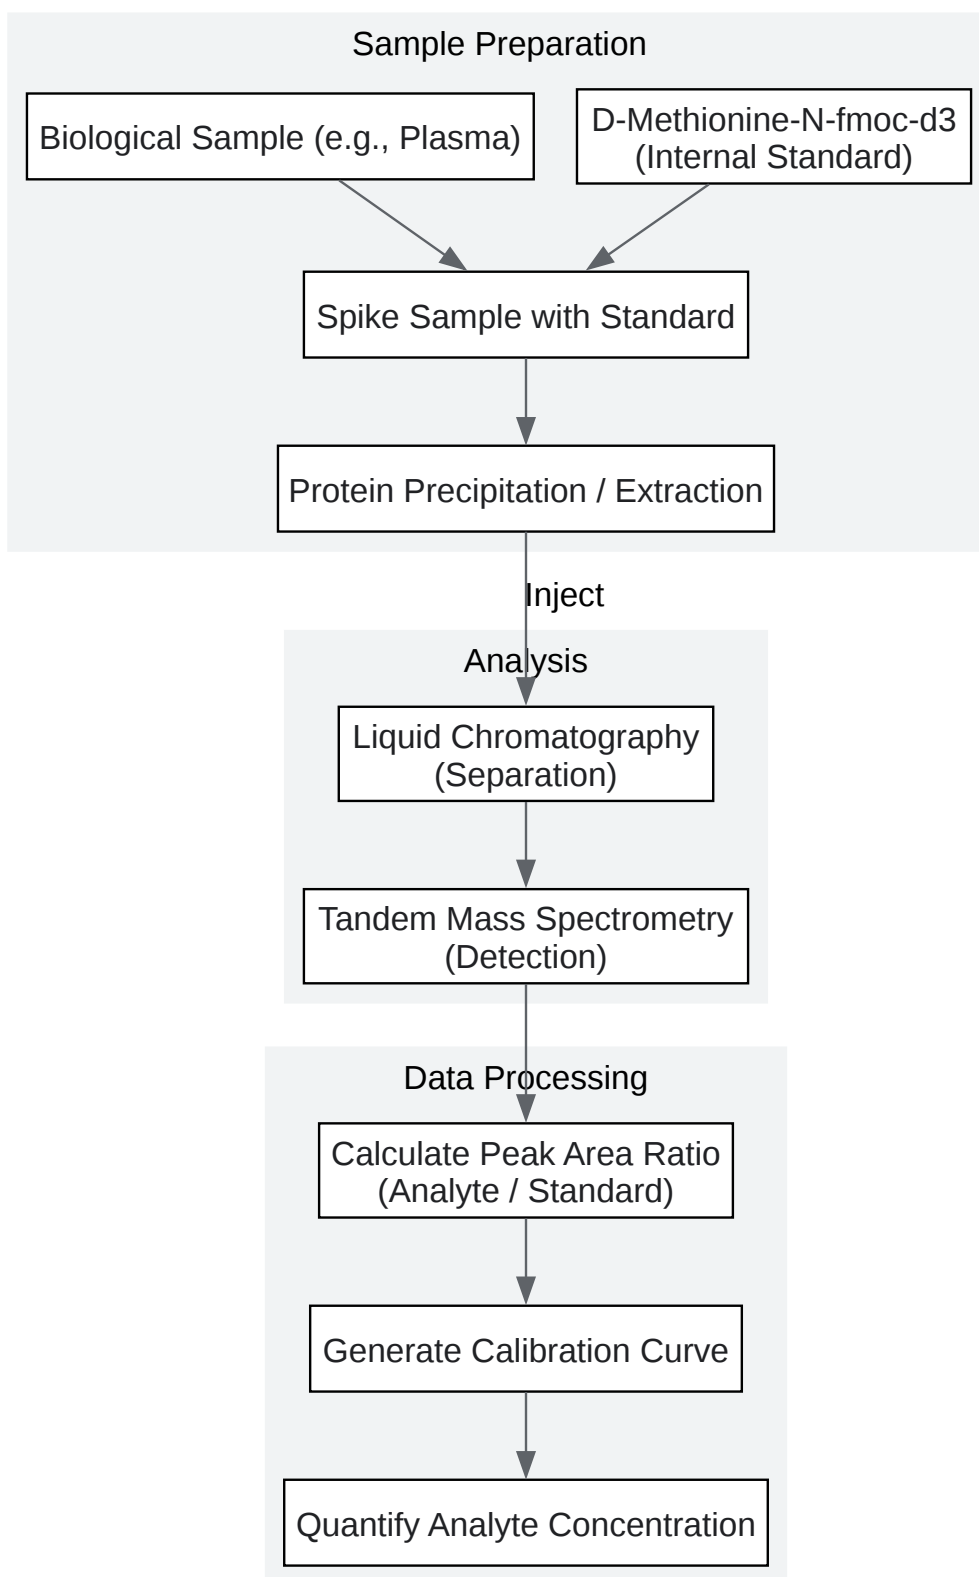 Sample Preparation
Biological Sample (e.g., Plasma)
D-Methionine-N-fmoc-d3
(Internal Standard)
Spike Sample with Standard
Protein Precipitation / Extraction
Inject
Analysis
Liquid Chromatography
(Separation)
Tandem Mass Spectrometry
(Detection)
Data Processing
Calculate Peak Area Ratio
(Analyte / Standard)
Generate Calibration Curve
Quantify Analyte Concentration